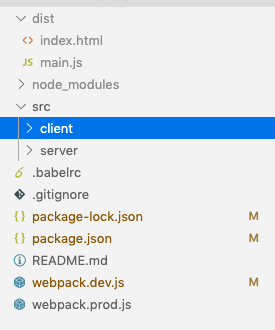 dist
index.html
JS main.js
node_modules
src
client
server
.babelrc
.gitignore
package-lock.json M
package.json M
README.md
webpack.dev.js M
webpack.prod.js